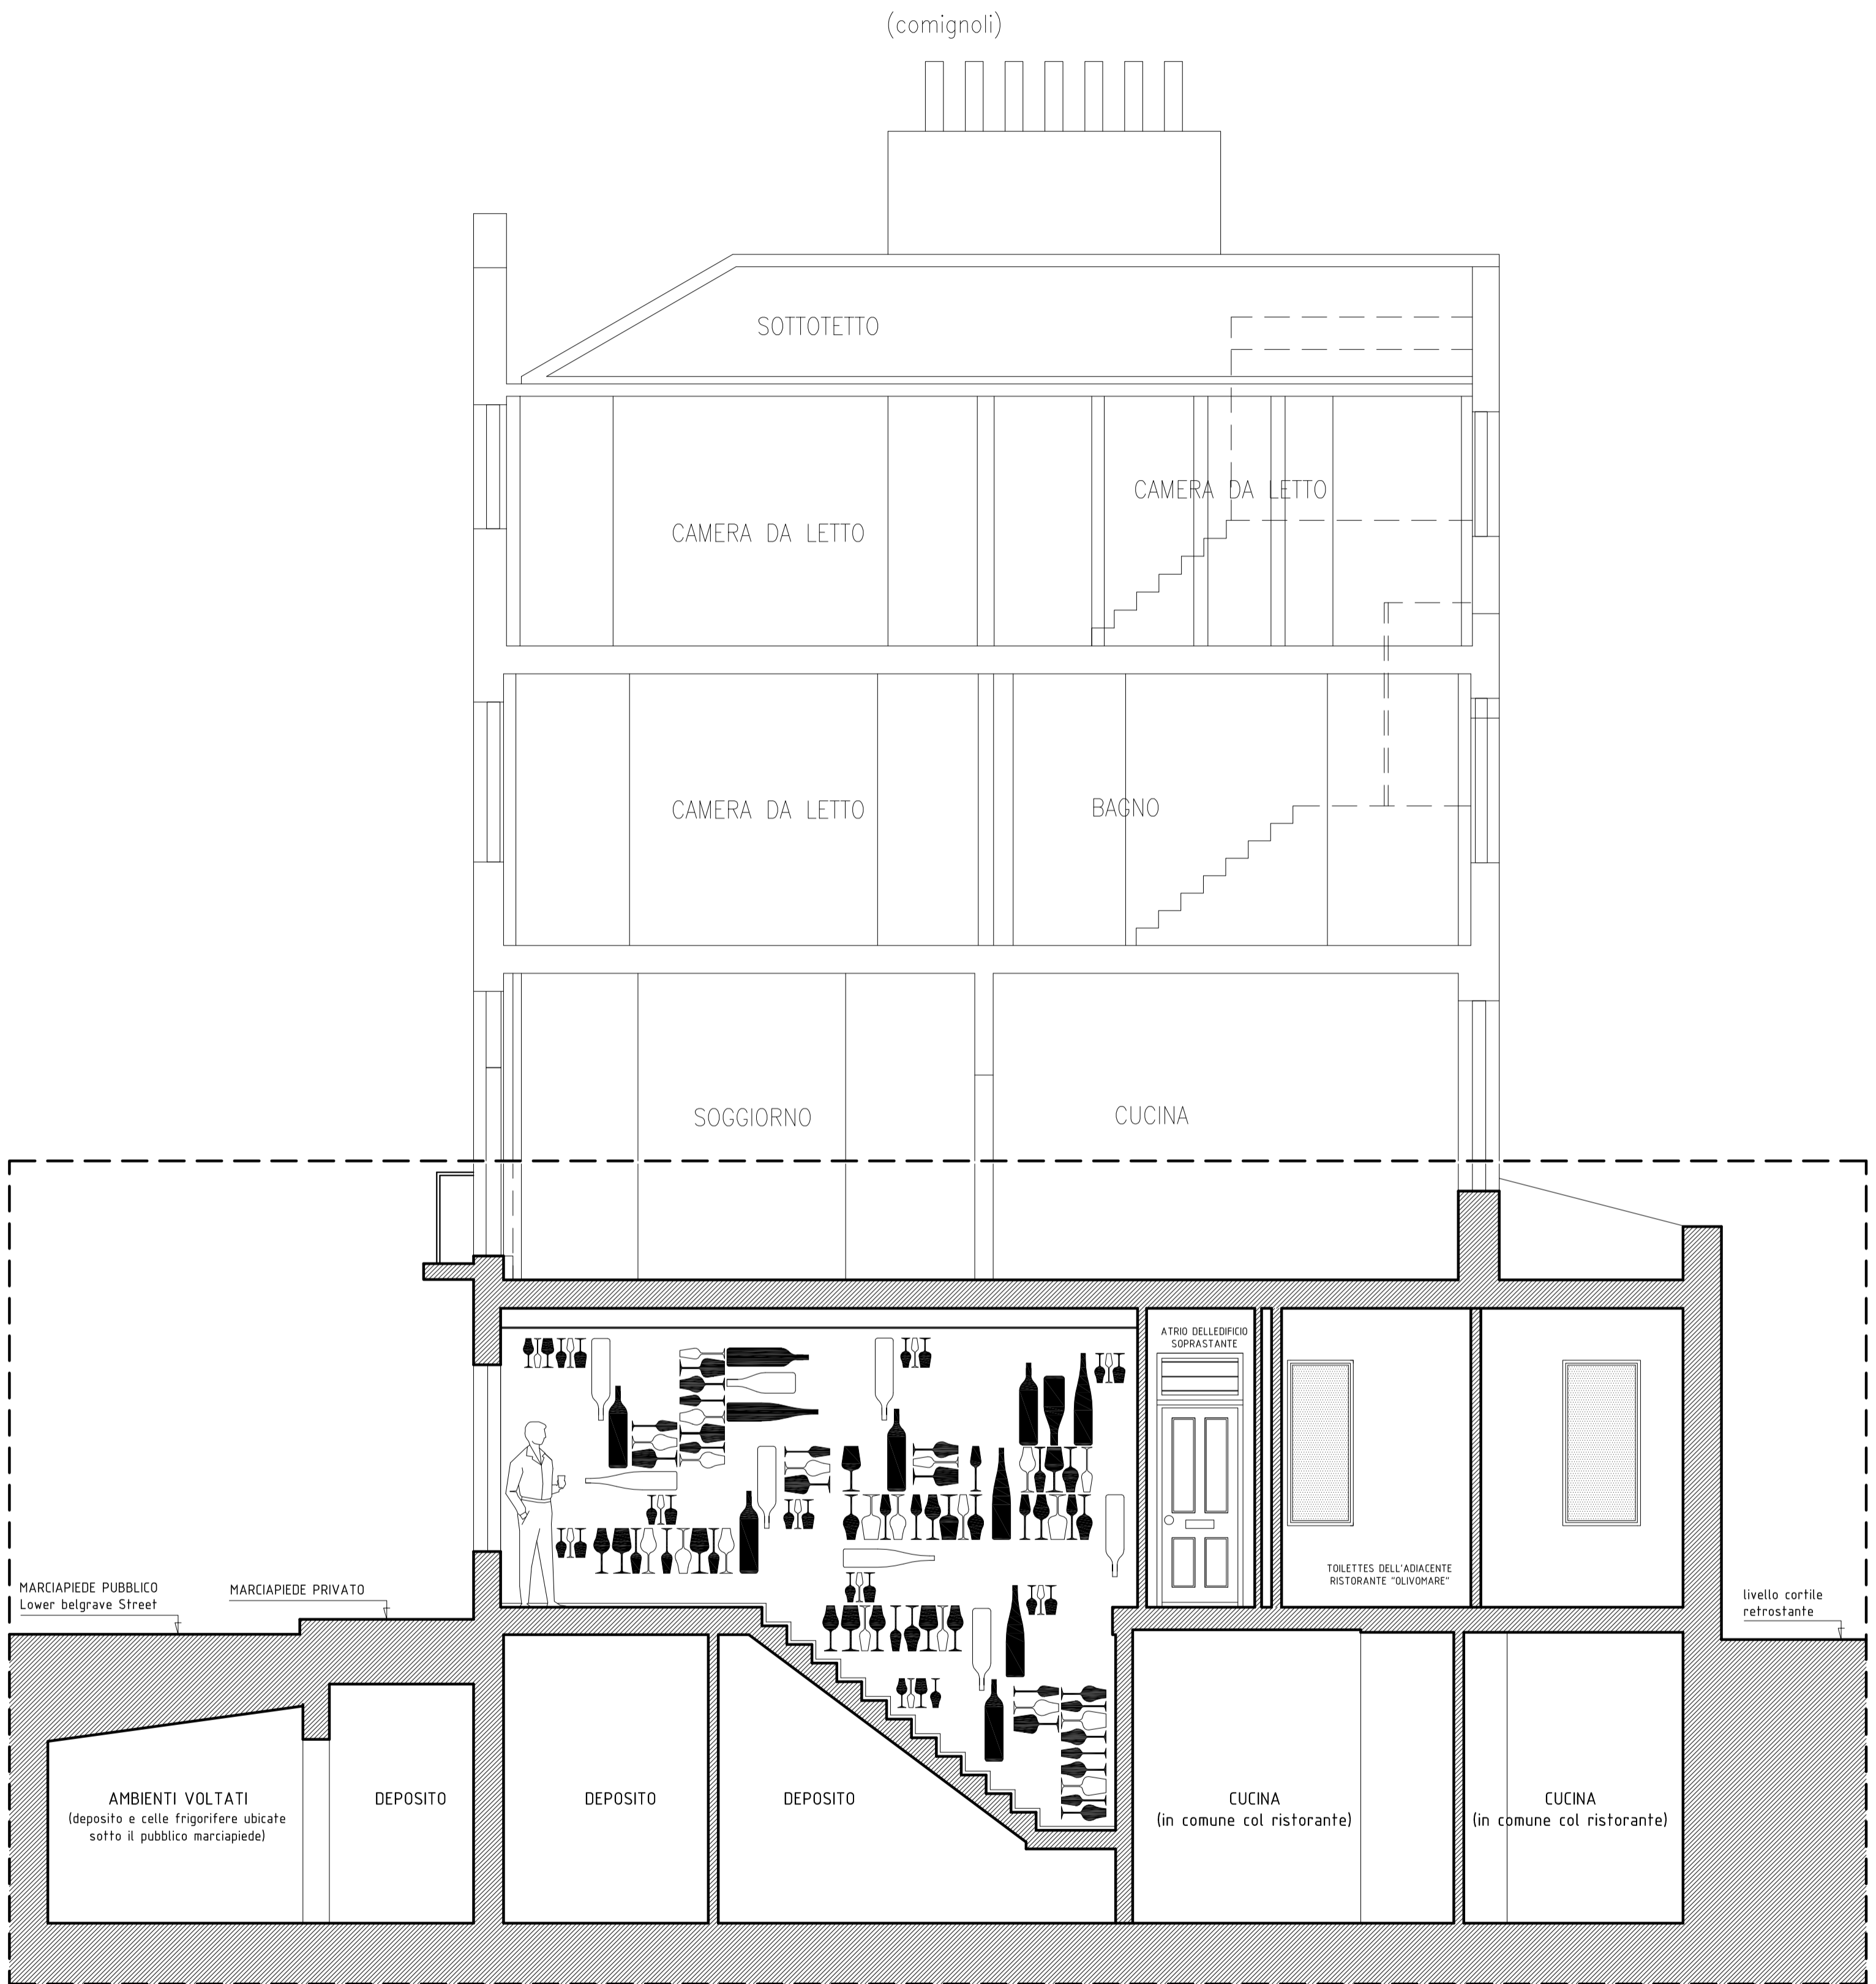 (comignoli)
SOTTOTETTO
CAMERA DA LETTO
CAMERA DA LETTO
CAMERA DA LETTO
BAGNO
SOGGIORNO
CUCINA
ATRIO DELLEDIFICIO
SOPRASTANTE
TOILETTES DELL'ADIACENTE
RISTORANTE "OLIVOMARE"
MARCIAPIEDE PUBBLICO
Lower belgrave Street
MARCIAPIEDE PRIVATO
livello cortile
retrostante
AMBIENTI VOLTATI
(deposito e celle frigorifere ubicate
sotto il pubblico marciapiede)
DEPOSITO
DEPOSITO
DEPOSITO
CUCINA
(in comune col ristorante)
CUCINA
(in comune col ristorante)